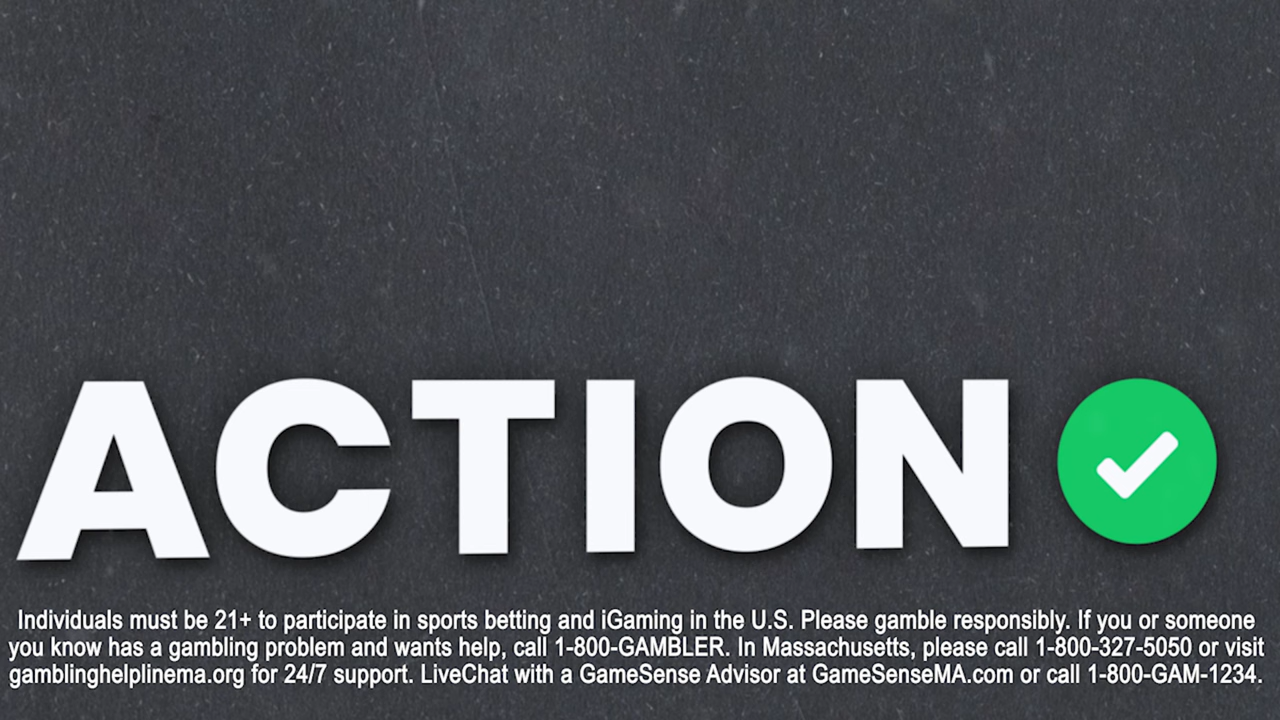 ACTION
Individuals must be 21+ to participate in sports betting and iGaming in the U.S. Please gamble responsibly. If you or someone
you know has a gambling problem and wants help, call 1-800-GAMBLER. In Massachusetts, please call 1-800-327-5050 or visit
gamblinghelplinema.org for 24/7 support. LiveChat with a GameSense Advisor at GameSenseMA.com or call 1-800-GAM-1234.